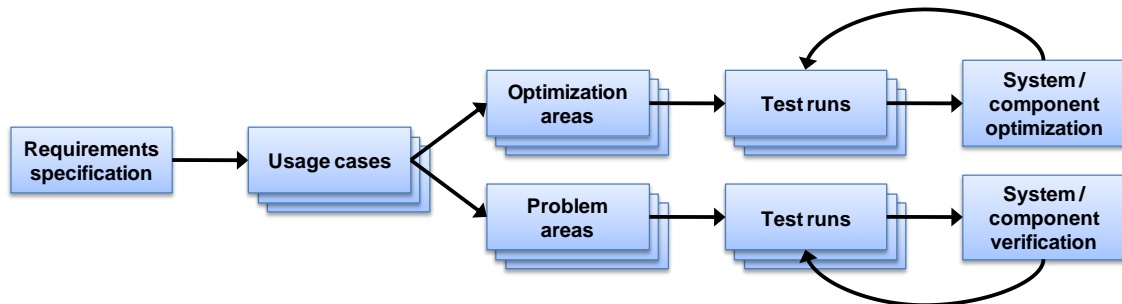 Requirements
specification
Usage cases
Optimization
areas
Test runs
System /
component
optimization
Problem
areas
Test runs
System /
component
verification